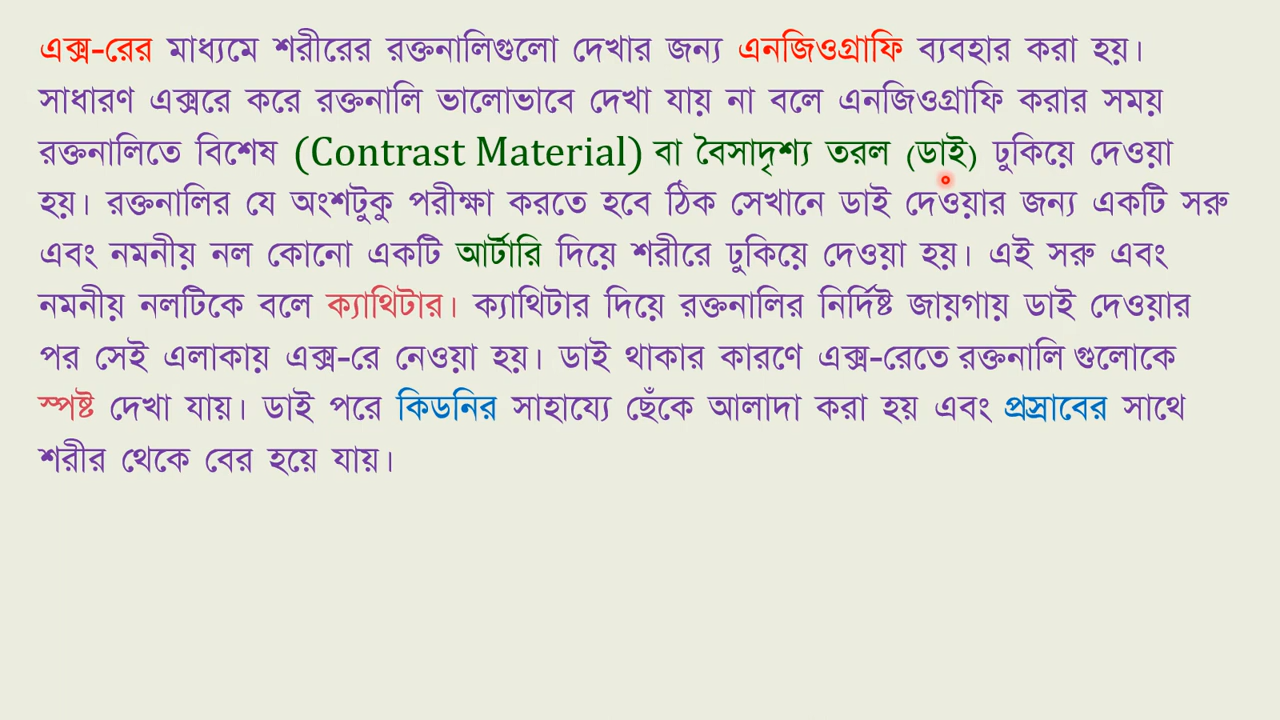 এক্স-রের মাধ্যমে শরীরের রক্তনালিগুলো দেখার জন্য এনজিওগ্রাফি ব্যবহার করা হয়।
সাধারণ এক্সরে করে রক্তনালি ভালোভাবে দেখা যায় না বলে এনজিওগ্রাফি করার সময়
রক্তনালিতে বিশেষ (Contrast Material) বা বৈসাদৃশ্য তরল (ডাই) ঢুকিয়ে দেওয়া
হয়। রক্তনালির যে অংশটুকু পরীক্ষা করতে হবে ঠিক সেখানে ডাই দেওয়ার জন্য একটি সরু
এবং নমনীয় নল কোনো একটি আর্টারি দিয়ে শরীরে ঢুকিয়ে দেওয়া হয়। এই সরু এবং
নমনীয় নলটিকে বলে ক্যাথিটার। ক্যাথিটার দিয়ে রক্তনালির নির্দিষ্ট জায়গায় ডাই দেওয়ার
পর সেই এলাকায় এক্স-রে নেওয়া হয়। ডাই থাকার কারণে এক্স-রেতে রক্তনালি গুলোকে
স্পষ্ট দেখা যায়। ডাই পরে কিডনির সাহায্যে ছেঁকে আলাদা করা হয় এবং প্রস্রাবের সাথে
শরীর থেকে বের হয়ে যায়।